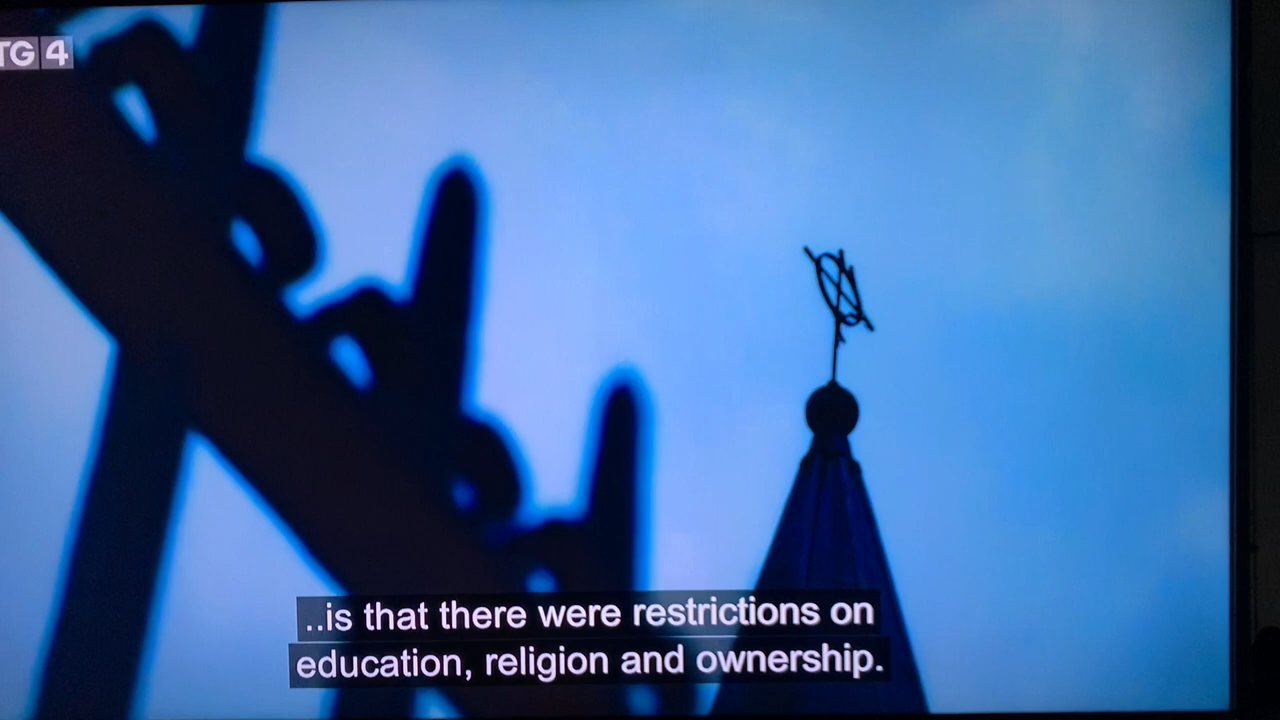 TG4
..is that there were restrictions on
education, religion and ownership.